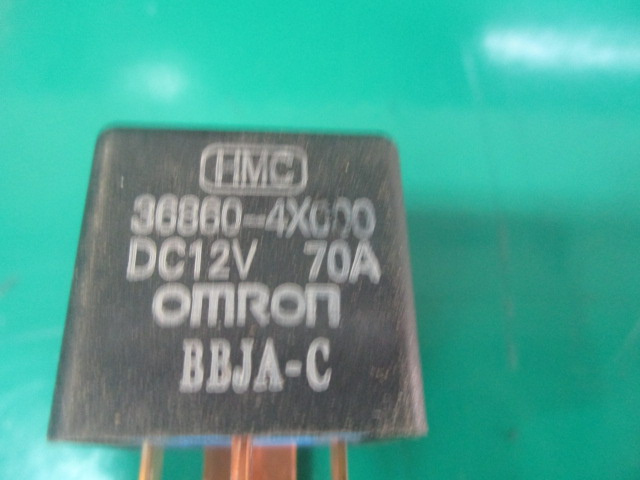 HMC
36860-4X000
DC12V 70A
omron
BBJA-C